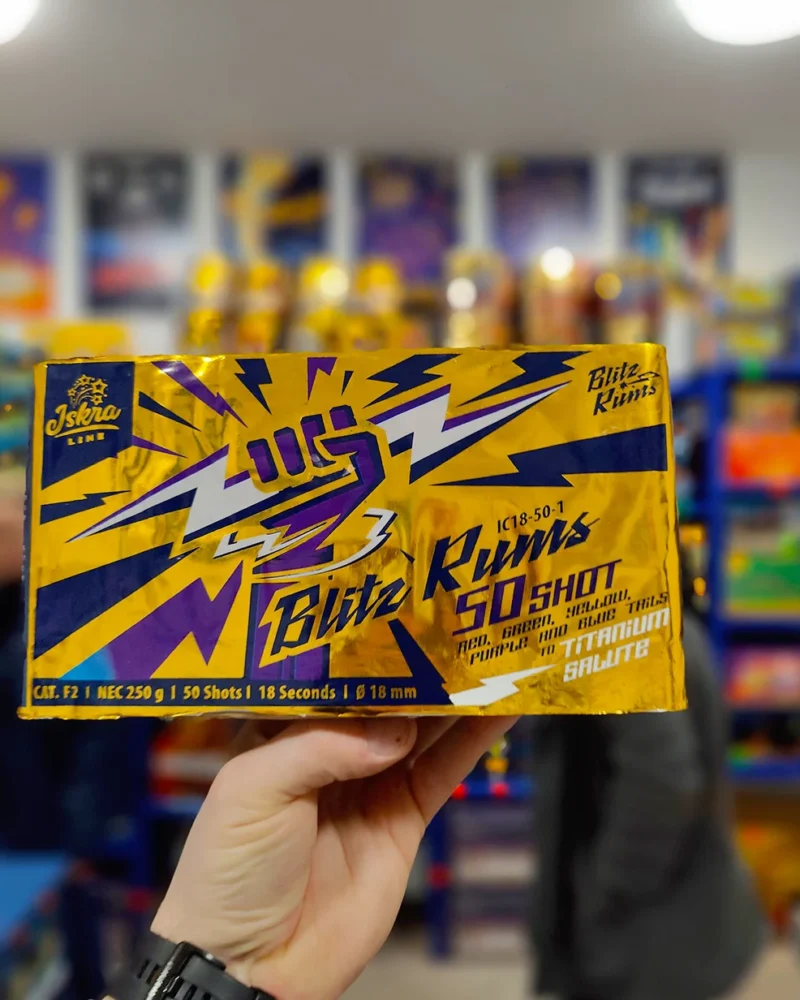 Iskra
LINE
Blitz
Rums
IC18-50-1
Blitz Rums
50 SHOT
RED, GREEN, YELLOW,
PURPLE AND BLUE TAILS
TO TITANIUM
SALUTE
CAT. F2 | NEC 250 g | 50 Shots | 18 Seconds | Ø 18 mm